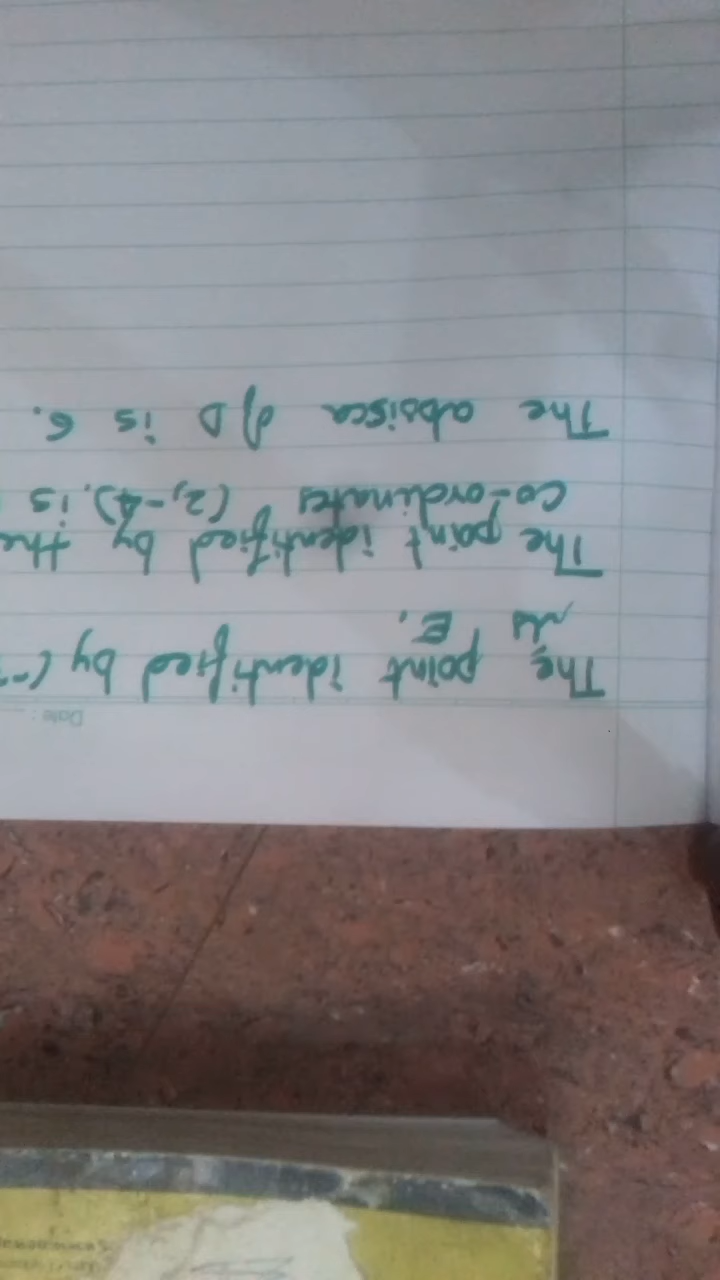 Date :
The point identified by (-
is E.
The point identified by the
co-ordinates (2,-4). is
The absisca of D is 6.